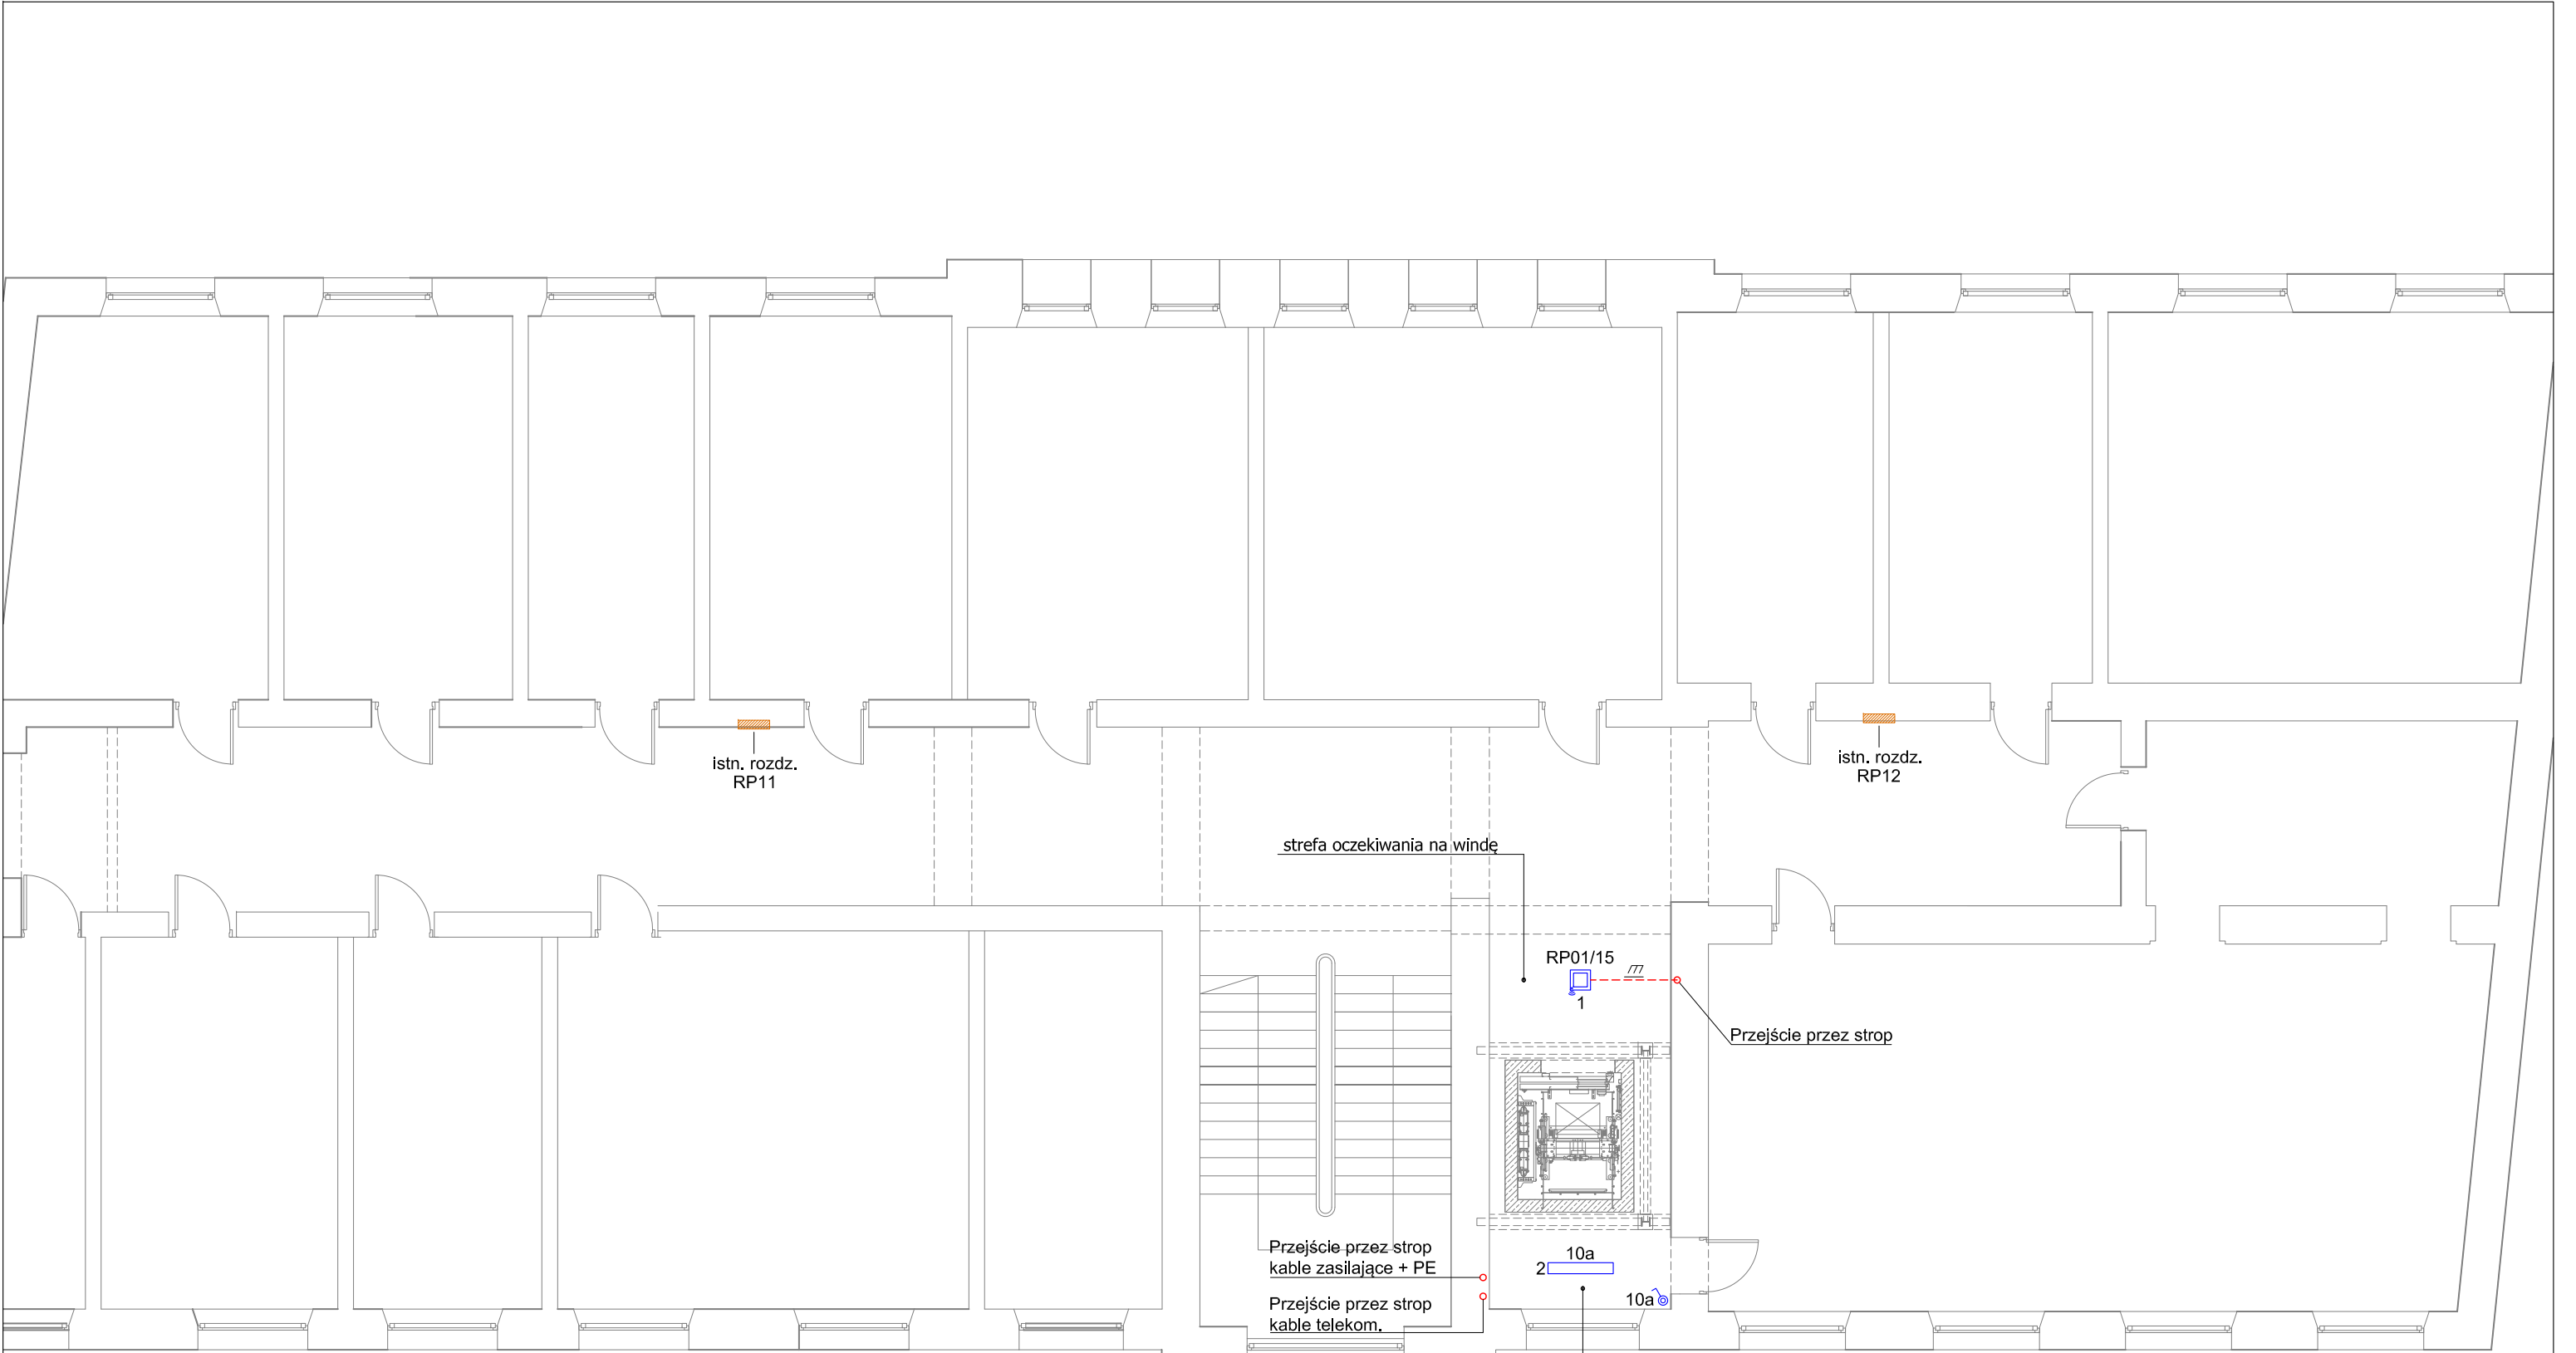 istn. rozdz.
RP11
istn. rozdz.
RP12
strefa oczekiwania na windę
RP01/15
1
Przejście przez strop
Przejście przez strop
kable zasilające + PE
10a
2
10a
Przejście przez strop
kable telekom.